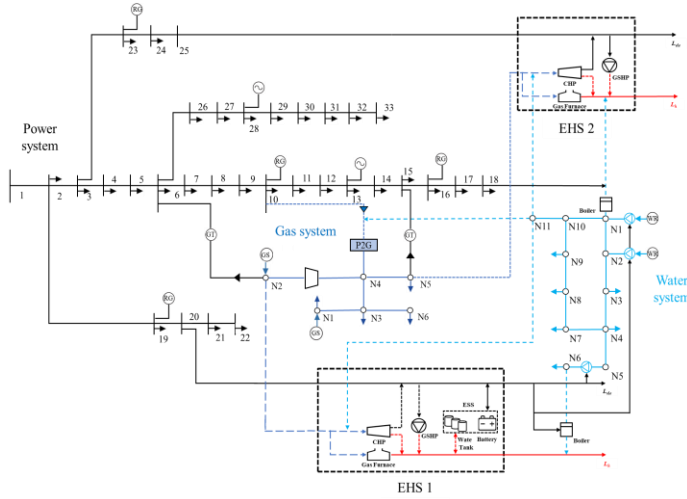 RG
23
24
25
L_de
CHP
GSHP
Gas Furnace
L_h
EHS 2
26
27
28
29
30
31
32
33
Power
system
RG
RG
1
2
3
4
5
6
7
8
9
10
11
12
13
14
15
16
17
18
Boiler
Gas system
P2G
GT
GT
GS
N11
N10
N1
WR
N2
WR
N9
N2
N4
N5
N8
N3
Water
system
RG
N1
N3
N6
GS
N7
N4
19
20
21
22
N6
N5
L_de
ESS
CHP
GSHP
Wate
Tank
Battery
Boiler
Gas Furnace
L_h
EHS 1